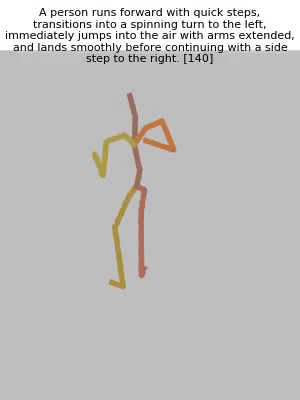 A person runs forward with quick steps,
transitions into a spinning turn to the left,
immediately jumps into the air with arms extended,
and lands smoothly before continuing with a side
step to the right. [140]